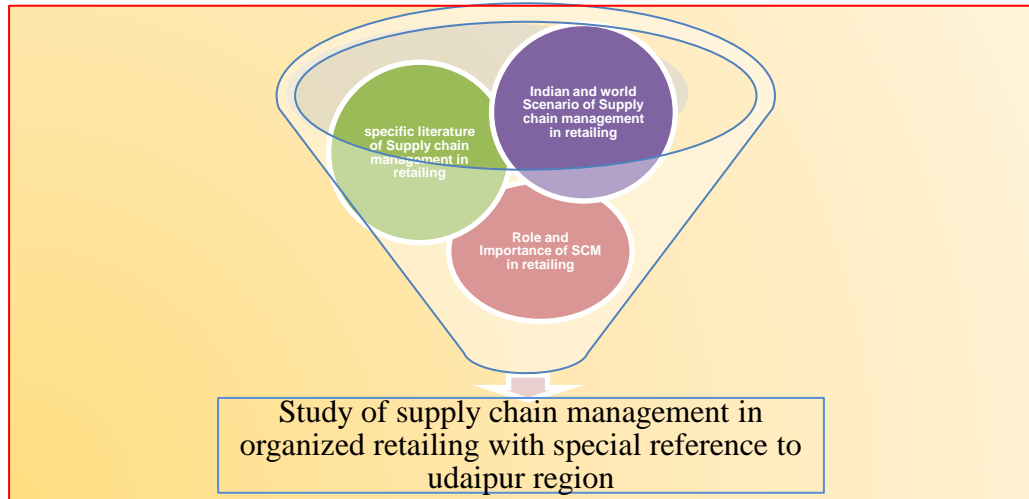 specific literature
of Supply chain
management in
retailing
Indian and world
Scenario of Supply
chain management
in retailing
Role and
Importance of SCM
in retailing
Study of supply chain management in
organized retailing with special reference to
udaipur region